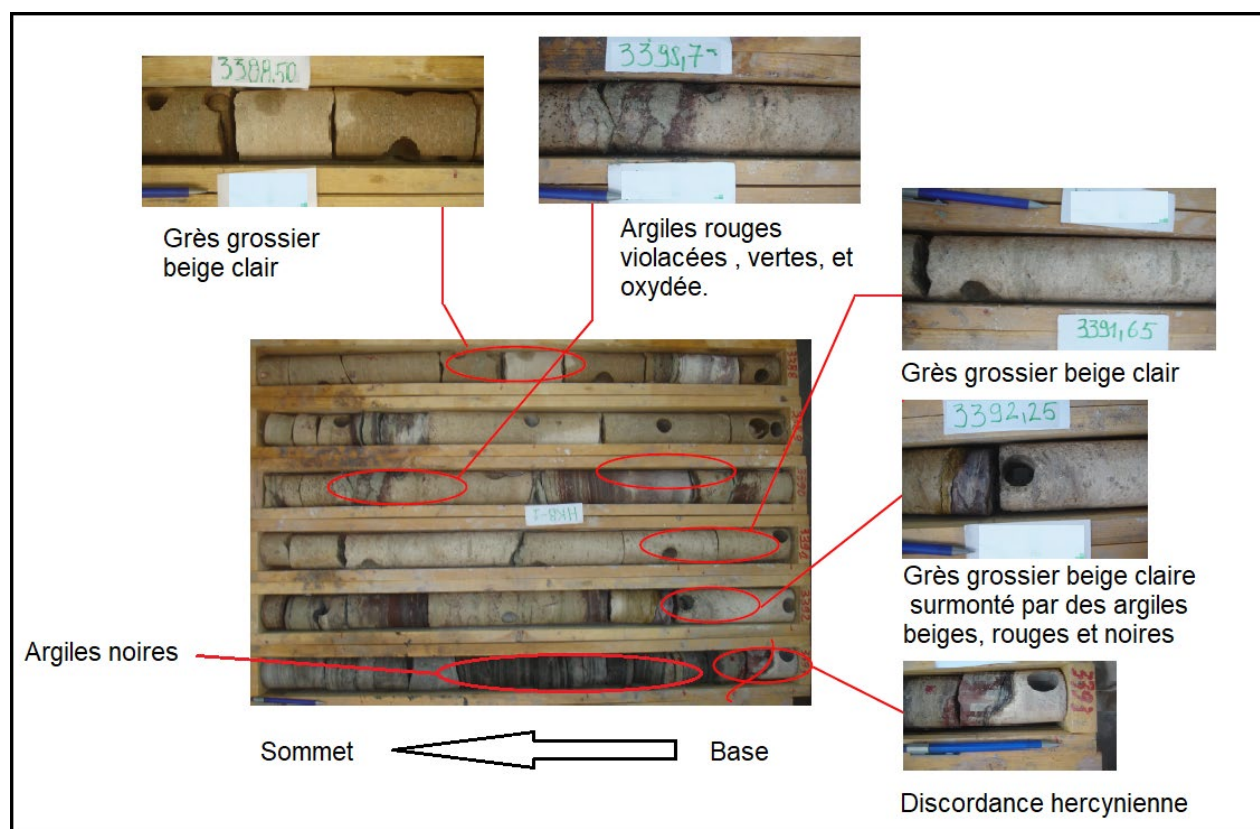 3388.50
3398,7
Grès grossier
beige clair
Argiles rouges
violacées , vertes, et
oxydée.
3391,65
Grès grossier beige clair
3392,25
Grès grossier beige claire
surmonté par des argiles
beiges, rouges et noires
Argiles noires
3393
Sommet
Base
Discordance hercynienne